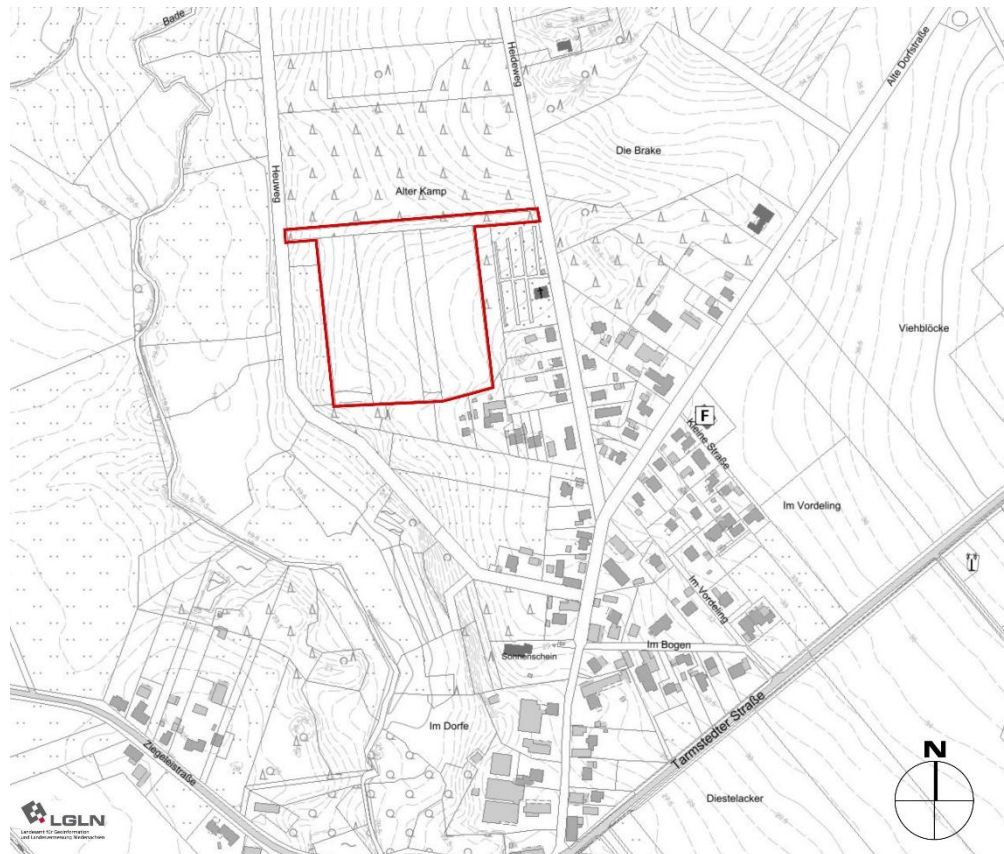 Bade
Heideweg
Alte Dorfstraße
Die Brake
Heuweg
Alter Kamp
Viehblöcke
F
Kleine Straße
Im Vordeling
Im Vordeling
Im Bogen
Sonnenschein
Tarmstedter Straße
Im Dorfe
Ziegeleistraße
Diestelacker
N
LGLN
Landesamt für Geoinformation
und Landesvermessung Niedersachsen